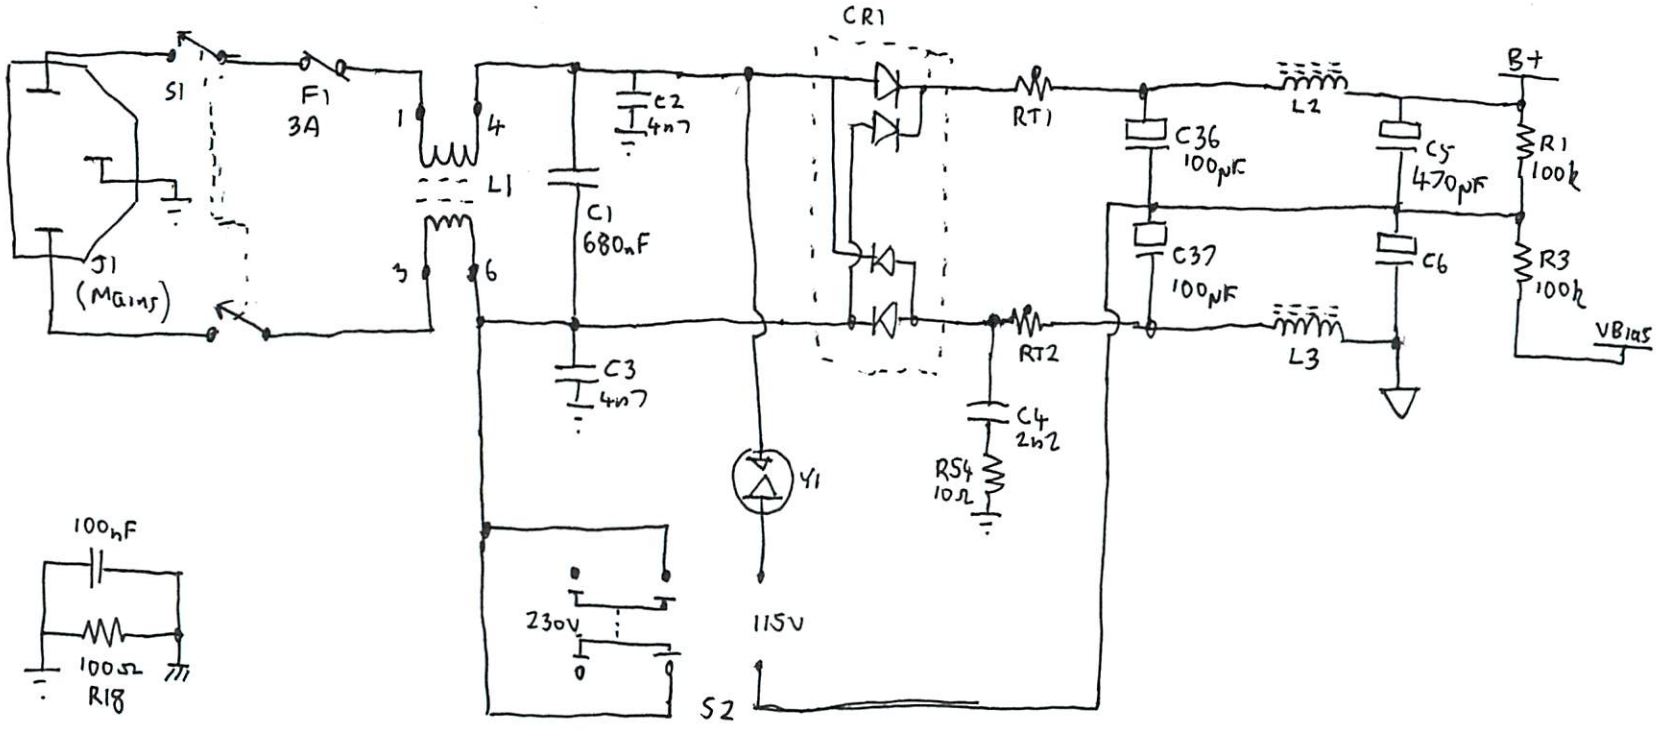 CR1
B+
S1
F1
3A
1
4
C2
4n7
RT1
L2
C36
100µF
C5
470µF
R1
100k
L1
C1
680nF
J1
(Mains)
3
6
C37
100µF
C6
R3
100k
VBias
C3
4n7
RT2
L3
C4
2n2
R54
10Ω
Y1
100nF
230V
115V
100Ω
R18
S2